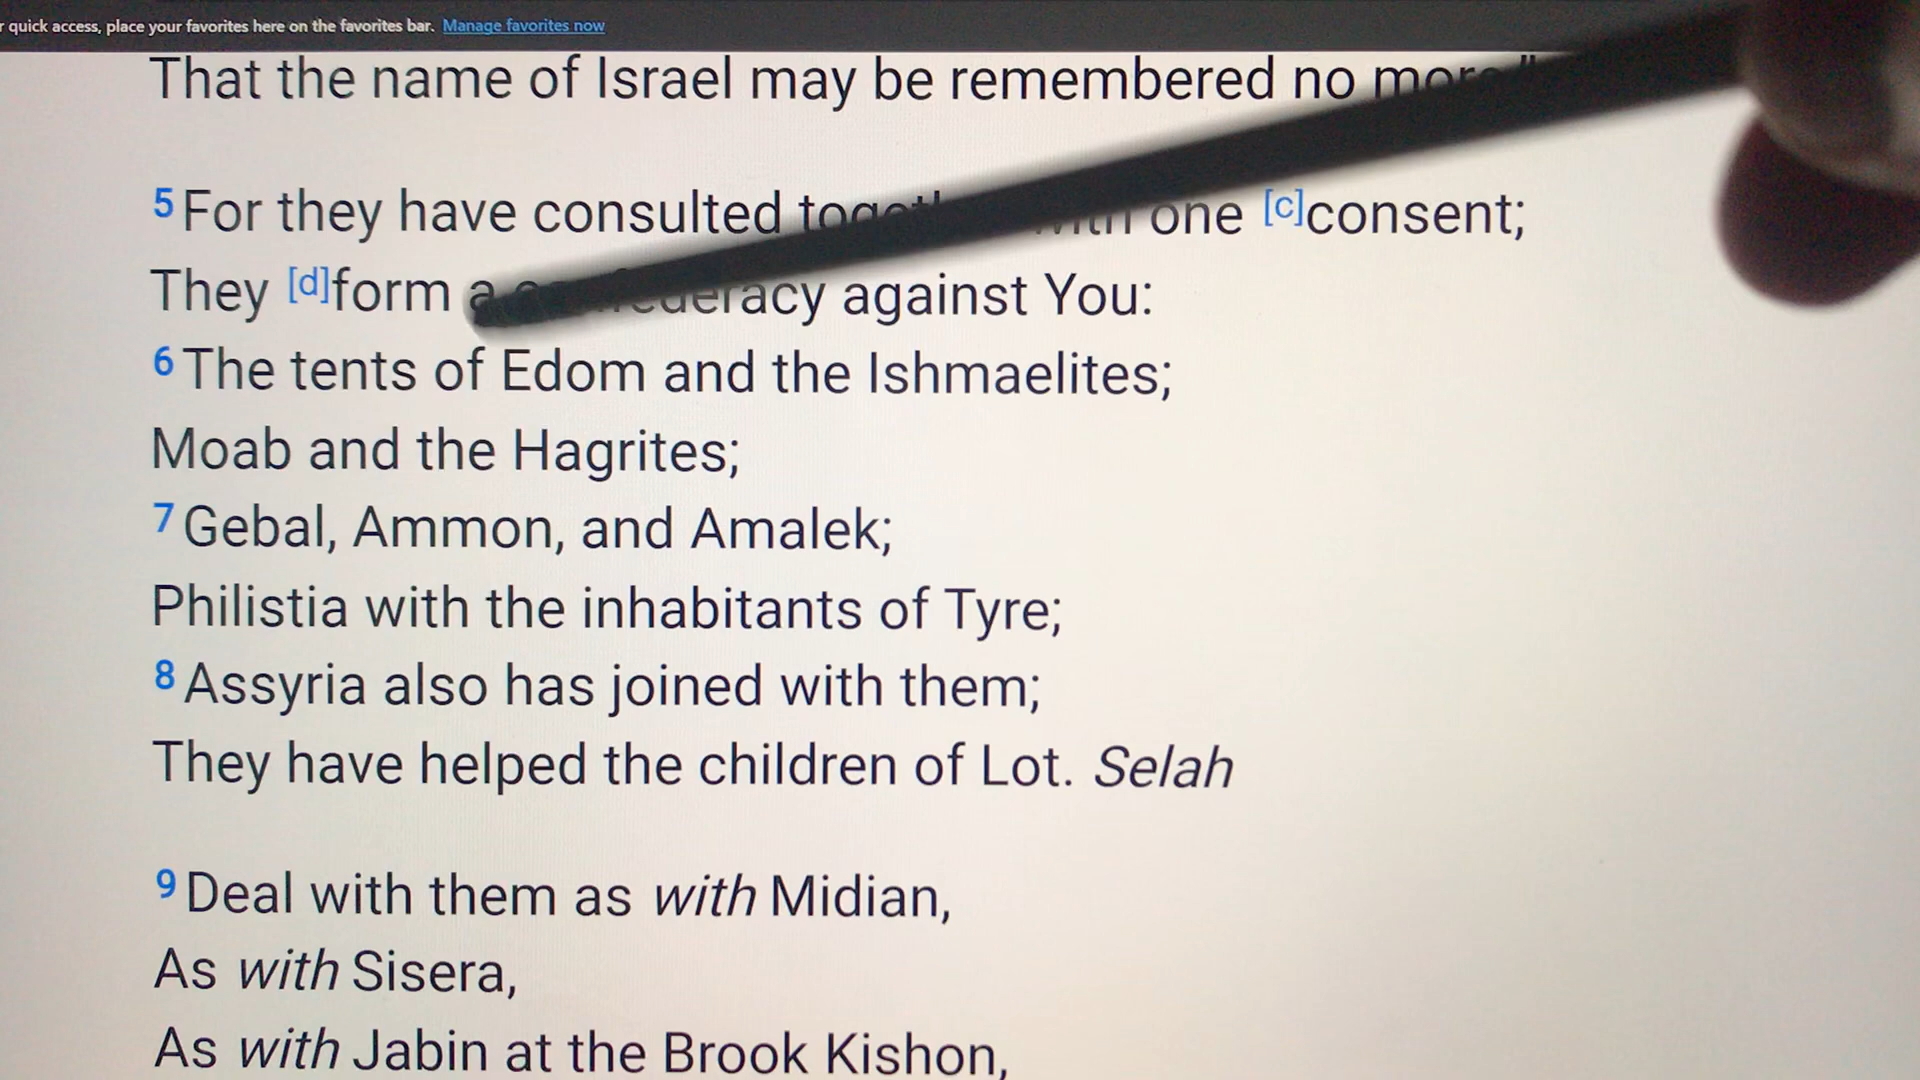 r quick access, place your favorites here on the favorites bar. Manage favorites now
That the name of Israel may be remembered no more."
5 For they have consulted together with one [c]consent;
They [d]form a confederacy against You:
6 The tents of Edom and the Ishmaelites;
Moab and the Hagrites;
7 Gebal, Ammon, and Amalek;
Philistia with the inhabitants of Tyre;
8 Assyria also has joined with them;
They have helped the children of Lot. Selah
9 Deal with them as with Midian,
As with Sisera,
As with Jabin at the Brook Kishon,